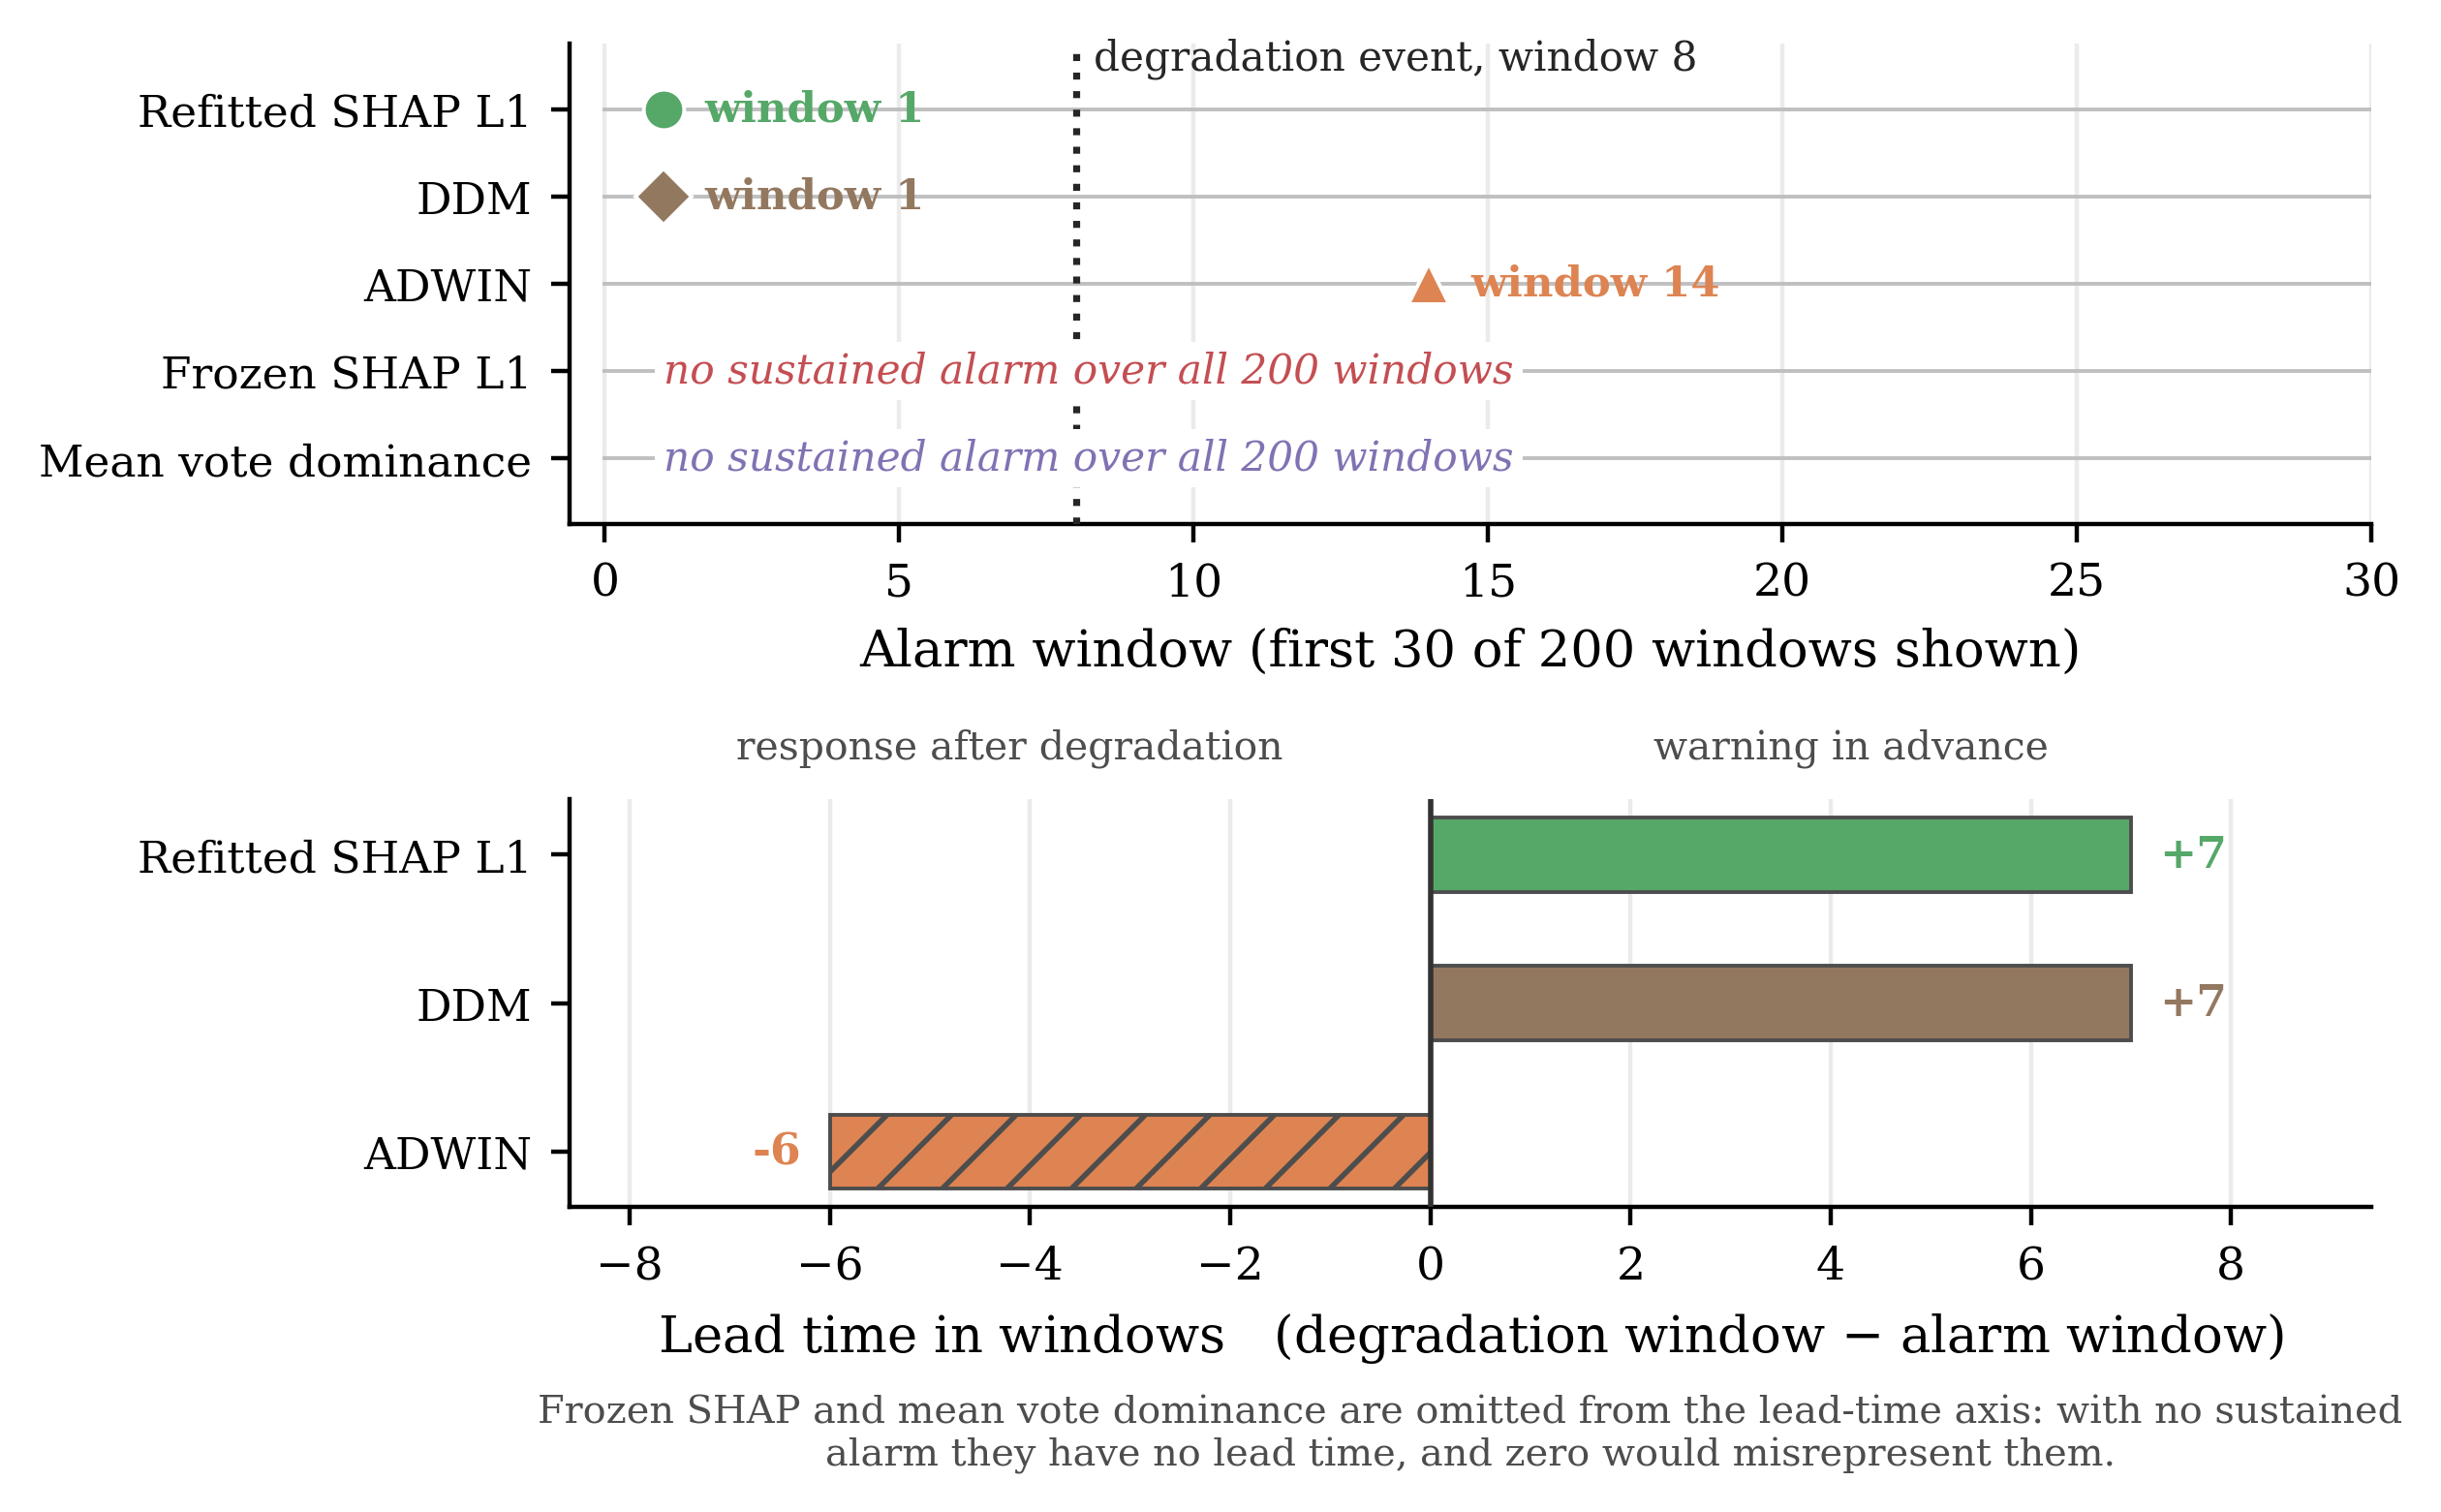 degradation event, window 8
Refitted SHAP L1
window 1
DDM
window 1
ADWIN
window 14
Frozen SHAP L1
no sustained alarm over all 200 windows
Mean vote dominance
no sustained alarm over all 200 windows
0 5 10 15 20 25 30
Alarm window (first 30 of 200 windows shown)
response after degradation
warning in advance
Refitted SHAP L1
+7
DDM
+7
ADWIN
-6
−8 −6 −4 −2 0 2 4 6 8
Lead time in windows (degradation window − alarm window)
Frozen SHAP and mean vote dominance are omitted from the lead-time axis: with no sustained
alarm they have no lead time, and zero would misrepresent them.